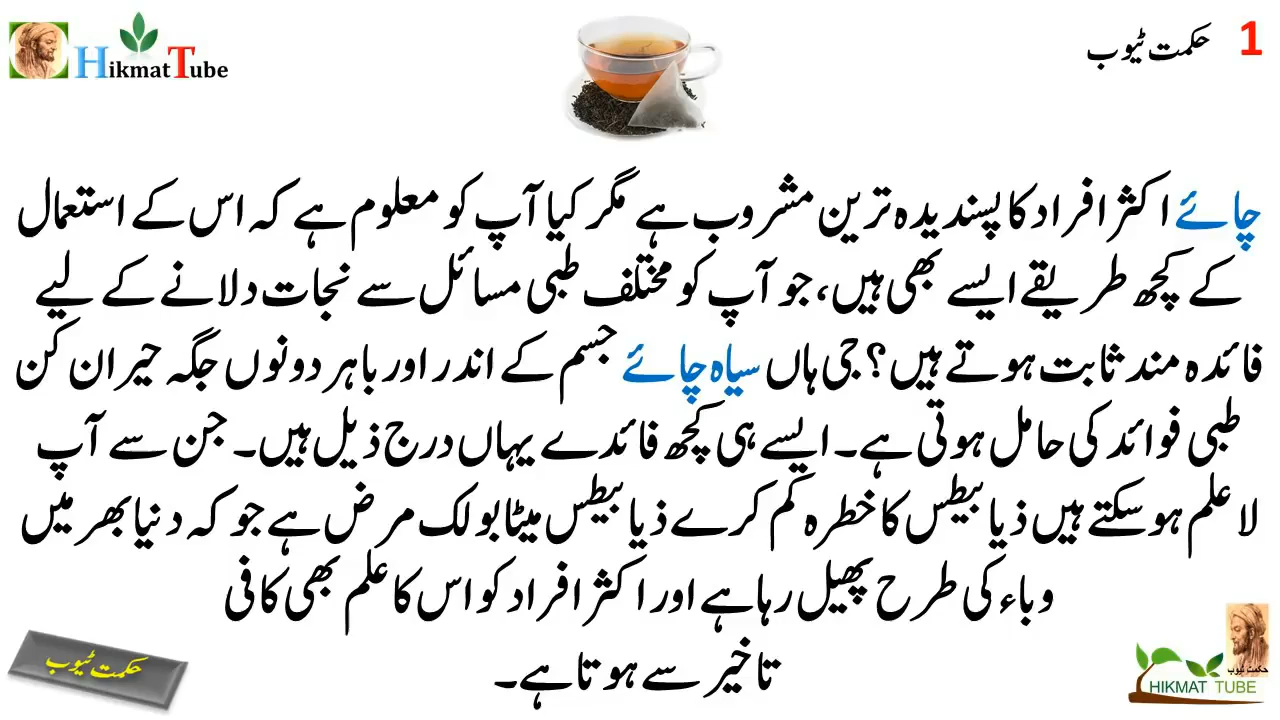 1
حکمت ٹیوب
HikmatTube
چائے اکثر افراد کا پسندیدہ ترین مشروب ہے مگر کیا آپ کو معلوم ہے کہ اس کے استعمال
کے کچھ طریقے ایسے بھی ہیں، جو آپ کو مختلف طبی مسائل سے نجات دلانے کے لیے
فائدہ مند ثابت ہوتے ہیں؟ جی ہاں سیاہ چائے جسم کے اندر اور باہر دونوں جگہ حیران کن
طبی فوائد کی حامل ہوتی ہے۔ ایسے ہی کچھ فائدے یہاں درج ذیل ہیں۔ جن سے آپ
لاعلم ہوسکتے ہیں ذیابیطس کا خطرہ کم کرے ذیابیطس میٹابولک مرض ہے جو کہ دنیا بھر میں
وباء کی طرح پھیل رہا ہے اور اکثر افراد کو اس کا علم بھی کافی
تاخیر سے ہوتا ہے۔
حکمت ٹیوب
حکمت ٹیوب
HIKMAT TUBE